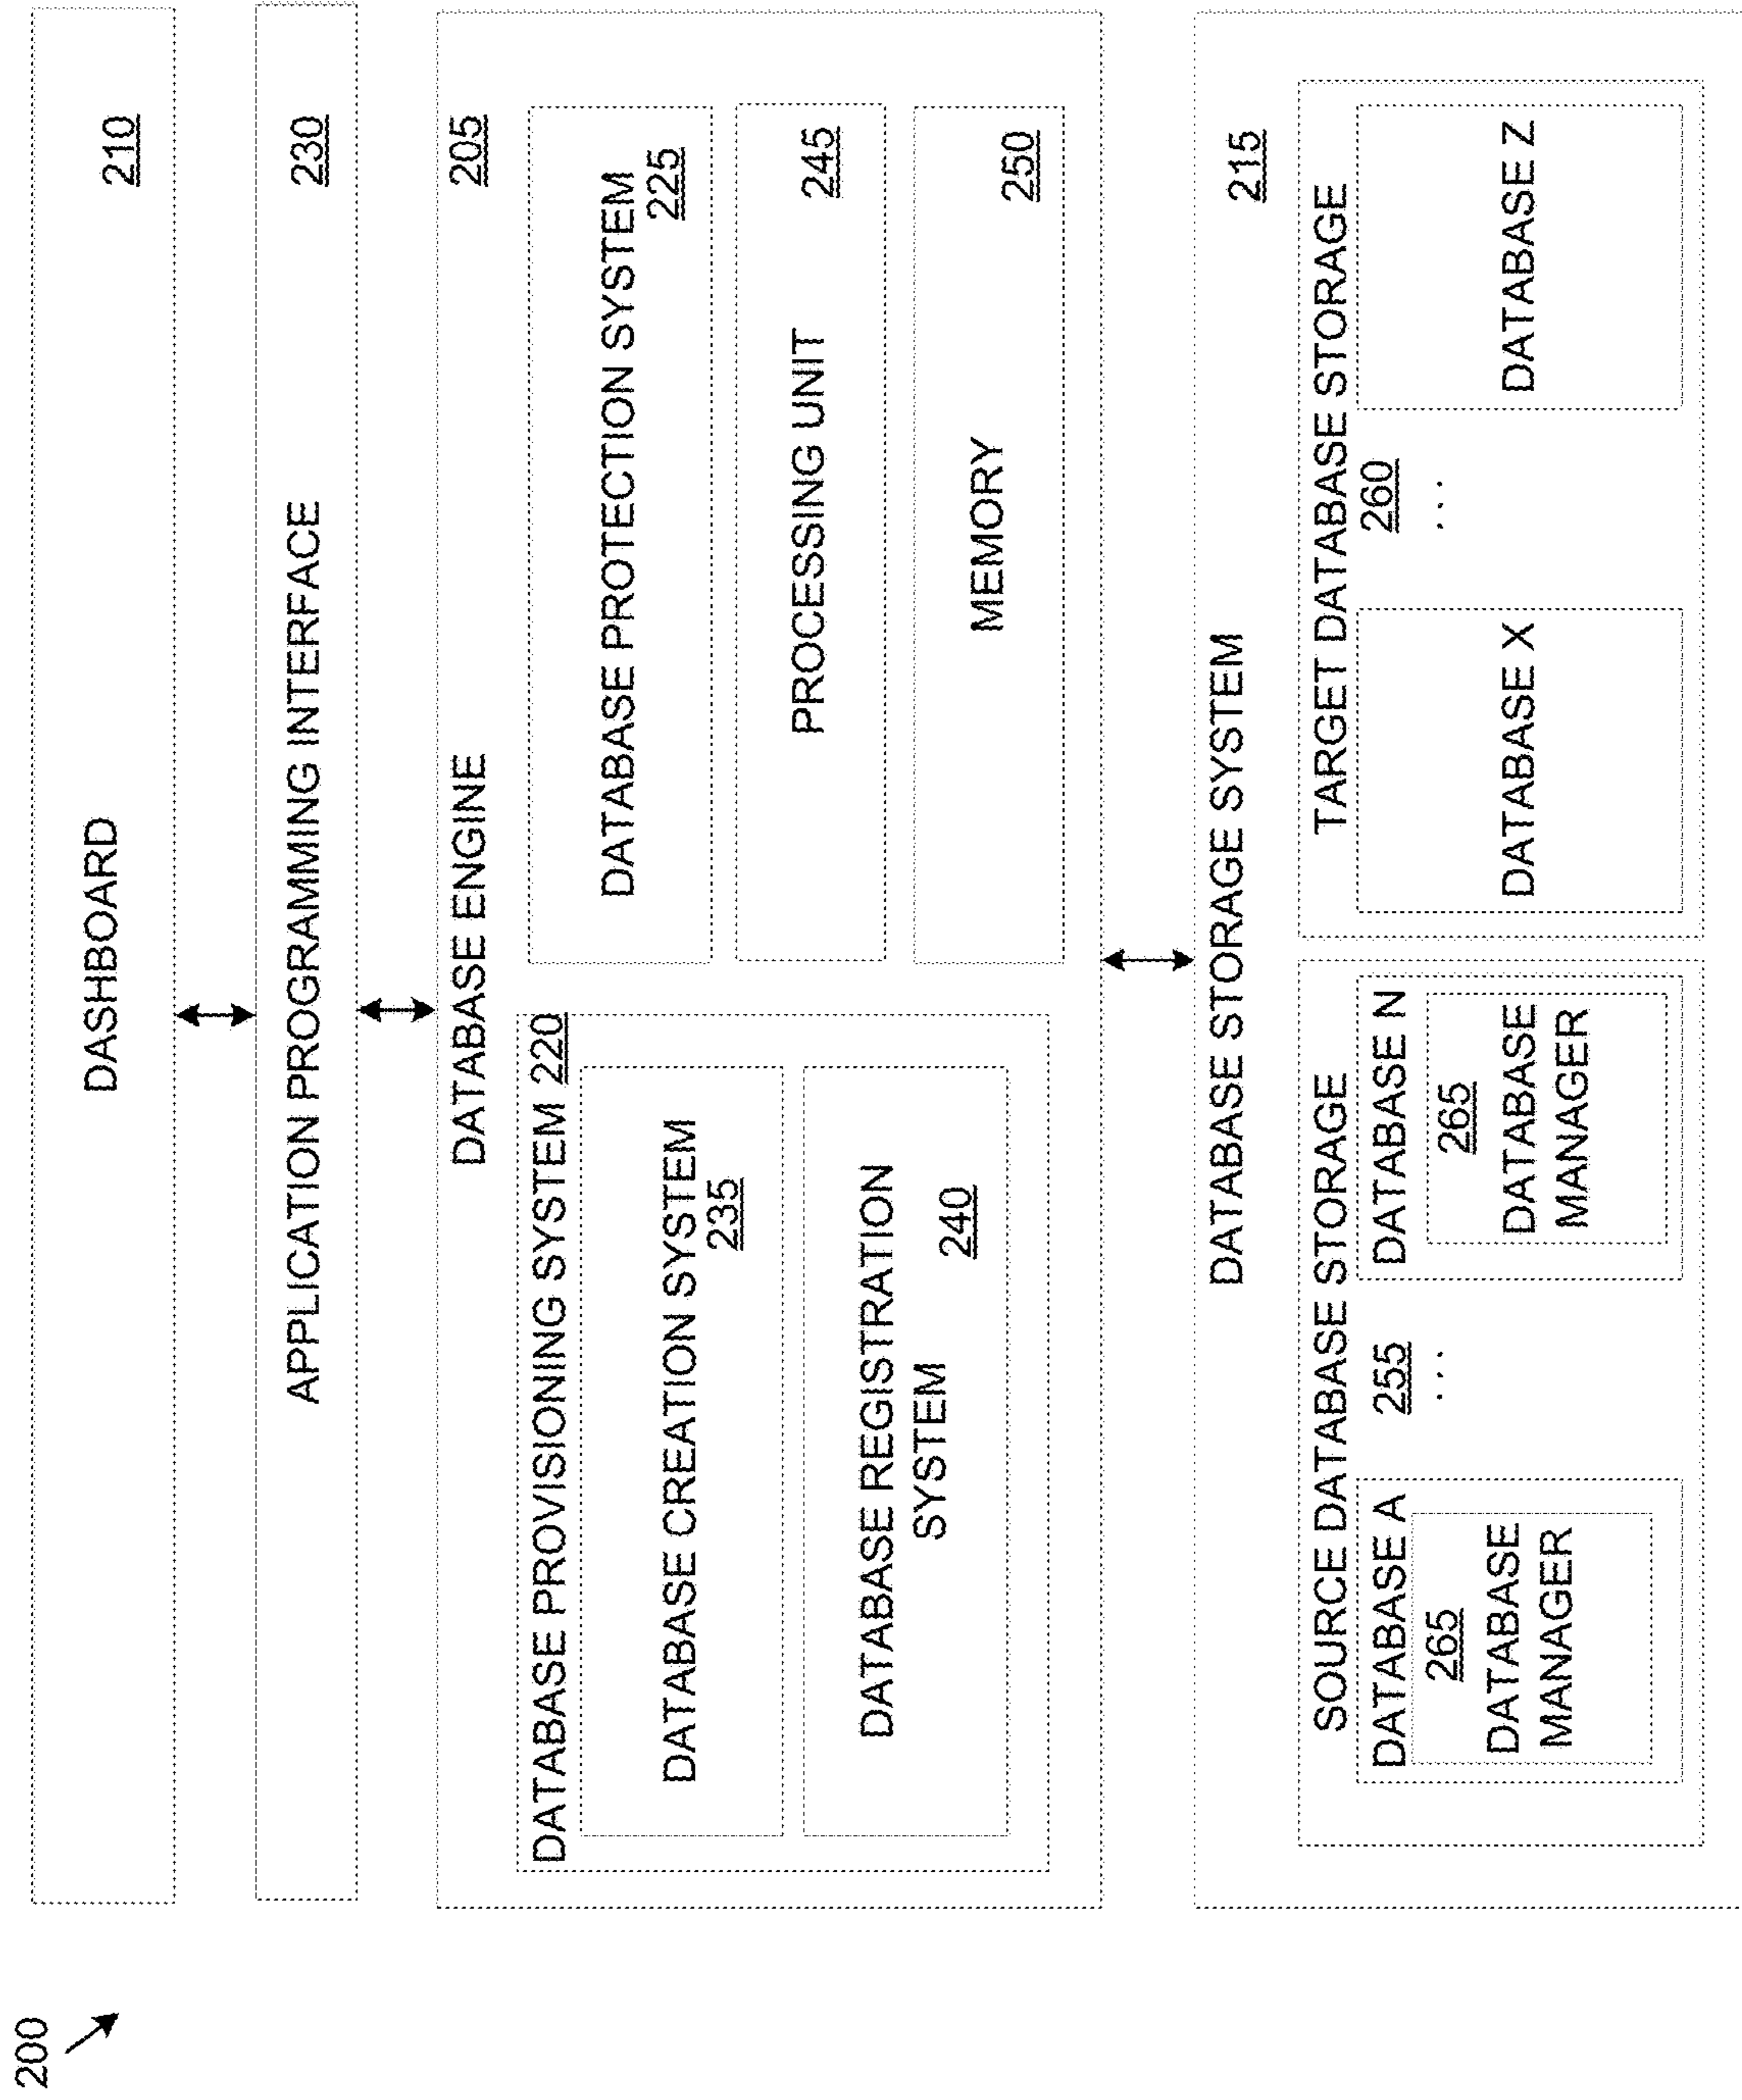 200
DASHBOARD
210
APPLICATION PROGRAMMING INTERFACE
230
DATABASE ENGINE
205
DATABASE PROVISIONING SYSTEM 220
DATABASE CREATION SYSTEM
235
DATABASE REGISTRATION
SYSTEM
240
DATABASE PROTECTION SYSTEM
225
PROCESSING UNIT
245
MEMORY
250
DATABASE STORAGE SYSTEM
215
SOURCE DATABASE STORAGE
255
DATABASE A
265
DATABASE
MANAGER
. . .
DATABASE N
265
DATABASE
MANAGER
TARGET DATABASE STORAGE
260
DATABASE X
. . .
DATABASE Z